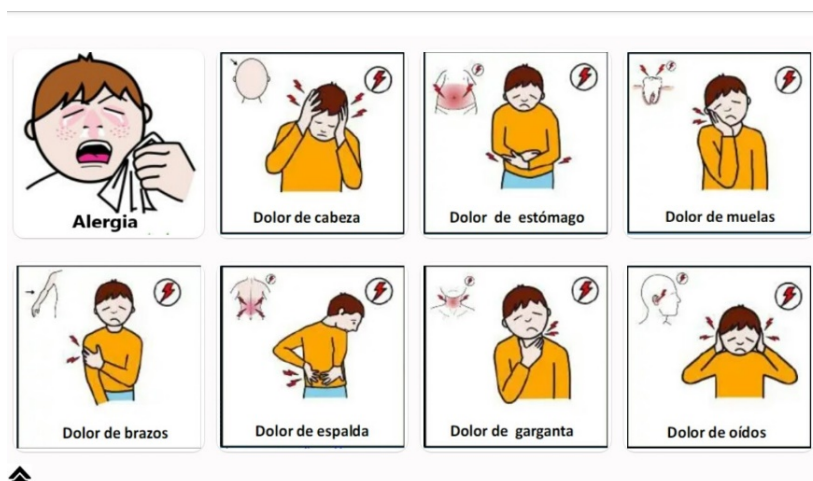 Alergia
Dolor de cabeza
Dolor de estómago
Dolor de muelas
Dolor de brazos
Dolor de espalda
Dolor de garganta
Dolor de oídos